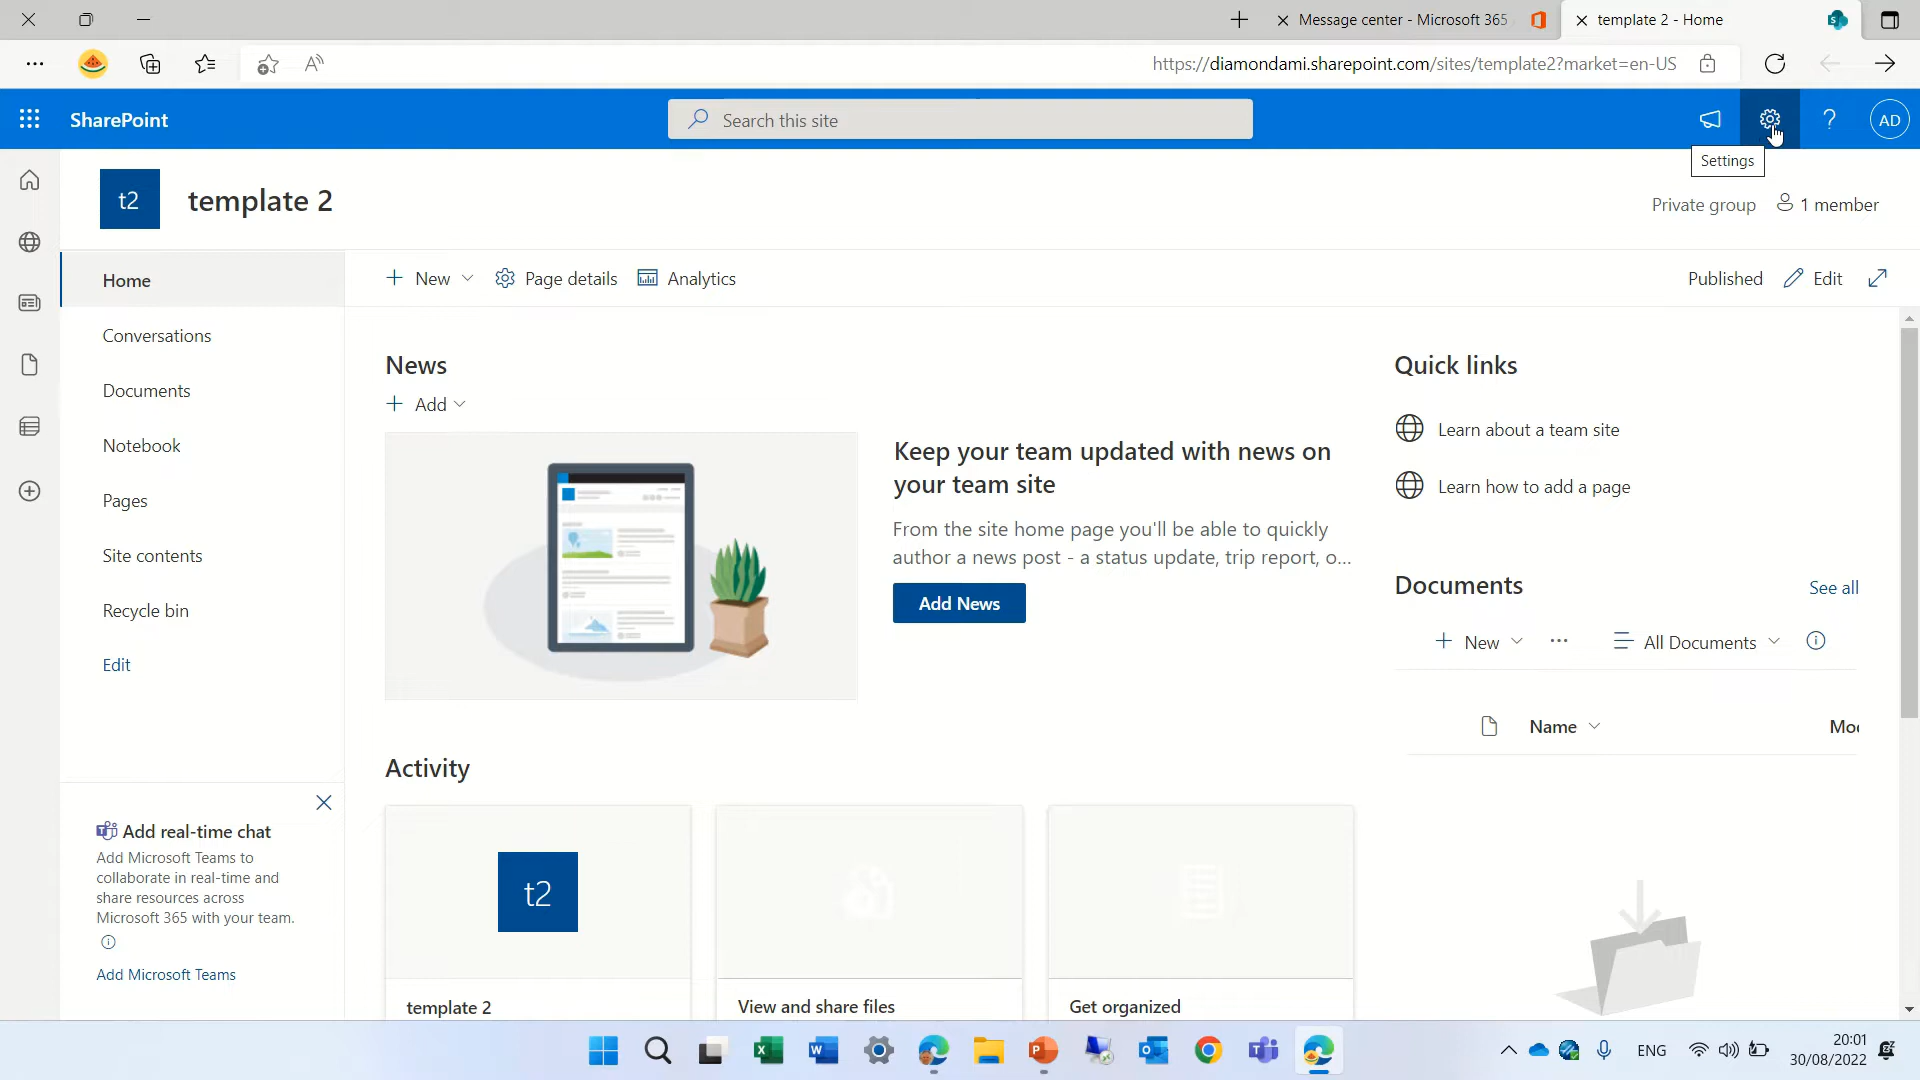 Message center - Microsoft 365
template 2 - Home
https://diamondami.sharepoint.com/sites/template2?market=en-US
SharePoint
Search this site
AD
Settings
t2
template 2
Private group
1 member
Home
Conversations
Documents
Notebook
Pages
Site contents
Recycle bin
Edit
Add real-time chat
Add Microsoft Teams to
collaborate in real-time and
share resources across
Microsoft 365 with your team.
Add Microsoft Teams
New
Page details
Analytics
Published
Edit
News
Add
Keep your team updated with news on
your team site
From the site home page you'll be able to quickly
author a news post - a status update, trip report, o...
Add News
Quick links
Learn about a team site
Learn how to add a page
Documents
See all
New
All Documents
Name
Activity
t2
template 2
View and share files
Get organized
ENG
20:01
30/08/2022